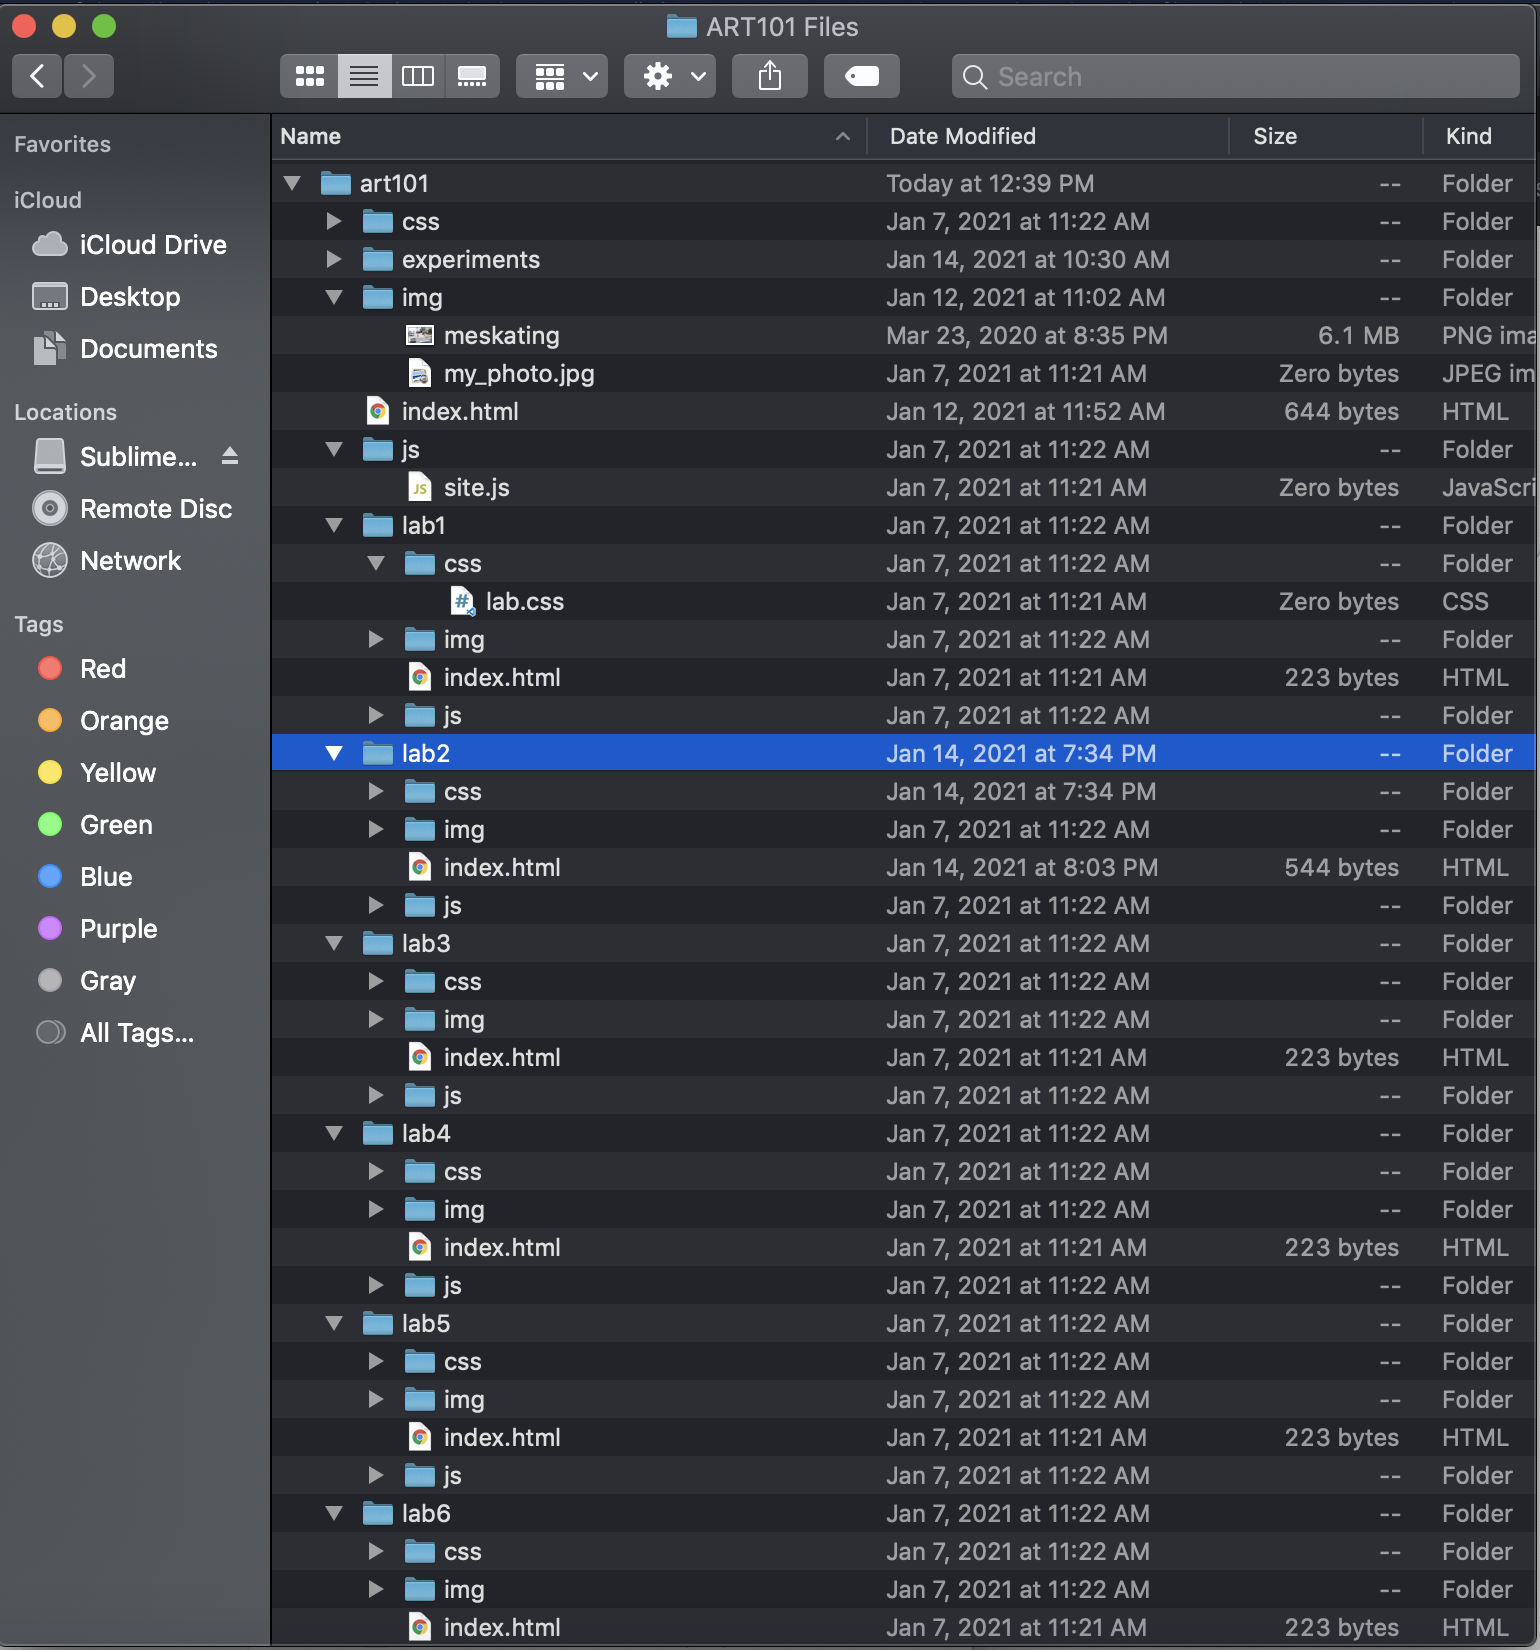 ART101 Files
Search
Favorites
iCloud
iCloud Drive
Desktop
Documents
Locations
Sublime...
Remote Disc
Network
Tags
Red
Orange
Yellow
Green
Blue
Purple
Gray
All Tags...
Name Date Modified Size Kind
art101 Today at 12:39 PM -- Folder
css Jan 7, 2021 at 11:22 AM -- Folder
experiments Jan 14, 2021 at 10:30 AM -- Folder
img Jan 12, 2021 at 11:02 AM -- Folder
meskating Mar 23, 2020 at 8:35 PM 6.1 MB PNG ima
my_photo.jpg Jan 7, 2021 at 11:21 AM Zero bytes JPEG im
index.html Jan 12, 2021 at 11:52 AM 644 bytes HTML
js Jan 7, 2021 at 11:22 AM -- Folder
JS site.js Jan 7, 2021 at 11:21 AM Zero bytes JavaScri
lab1 Jan 7, 2021 at 11:22 AM -- Folder
css Jan 7, 2021 at 11:22 AM -- Folder
# lab.css Jan 7, 2021 at 11:21 AM Zero bytes CSS
img Jan 7, 2021 at 11:22 AM -- Folder
index.html Jan 7, 2021 at 11:21 AM 223 bytes HTML
js Jan 7, 2021 at 11:22 AM -- Folder
lab2 Jan 14, 2021 at 7:34 PM -- Folder
css Jan 14, 2021 at 7:34 PM -- Folder
img Jan 7, 2021 at 11:22 AM -- Folder
index.html Jan 14, 2021 at 8:03 PM 544 bytes HTML
js Jan 7, 2021 at 11:22 AM -- Folder
lab3 Jan 7, 2021 at 11:22 AM -- Folder
css Jan 7, 2021 at 11:22 AM -- Folder
img Jan 7, 2021 at 11:22 AM -- Folder
index.html Jan 7, 2021 at 11:21 AM 223 bytes HTML
js Jan 7, 2021 at 11:22 AM -- Folder
lab4 Jan 7, 2021 at 11:22 AM -- Folder
css Jan 7, 2021 at 11:22 AM -- Folder
img Jan 7, 2021 at 11:22 AM -- Folder
index.html Jan 7, 2021 at 11:21 AM 223 bytes HTML
js Jan 7, 2021 at 11:22 AM -- Folder
lab5 Jan 7, 2021 at 11:22 AM -- Folder
css Jan 7, 2021 at 11:22 AM -- Folder
img Jan 7, 2021 at 11:22 AM -- Folder
index.html Jan 7, 2021 at 11:21 AM 223 bytes HTML
js Jan 7, 2021 at 11:22 AM -- Folder
lab6 Jan 7, 2021 at 11:22 AM -- Folder
css Jan 7, 2021 at 11:22 AM -- Folder
img Jan 7, 2021 at 11:22 AM -- Folder
index.html Jan 7, 2021 at 11:21 AM 223 bytes HTML